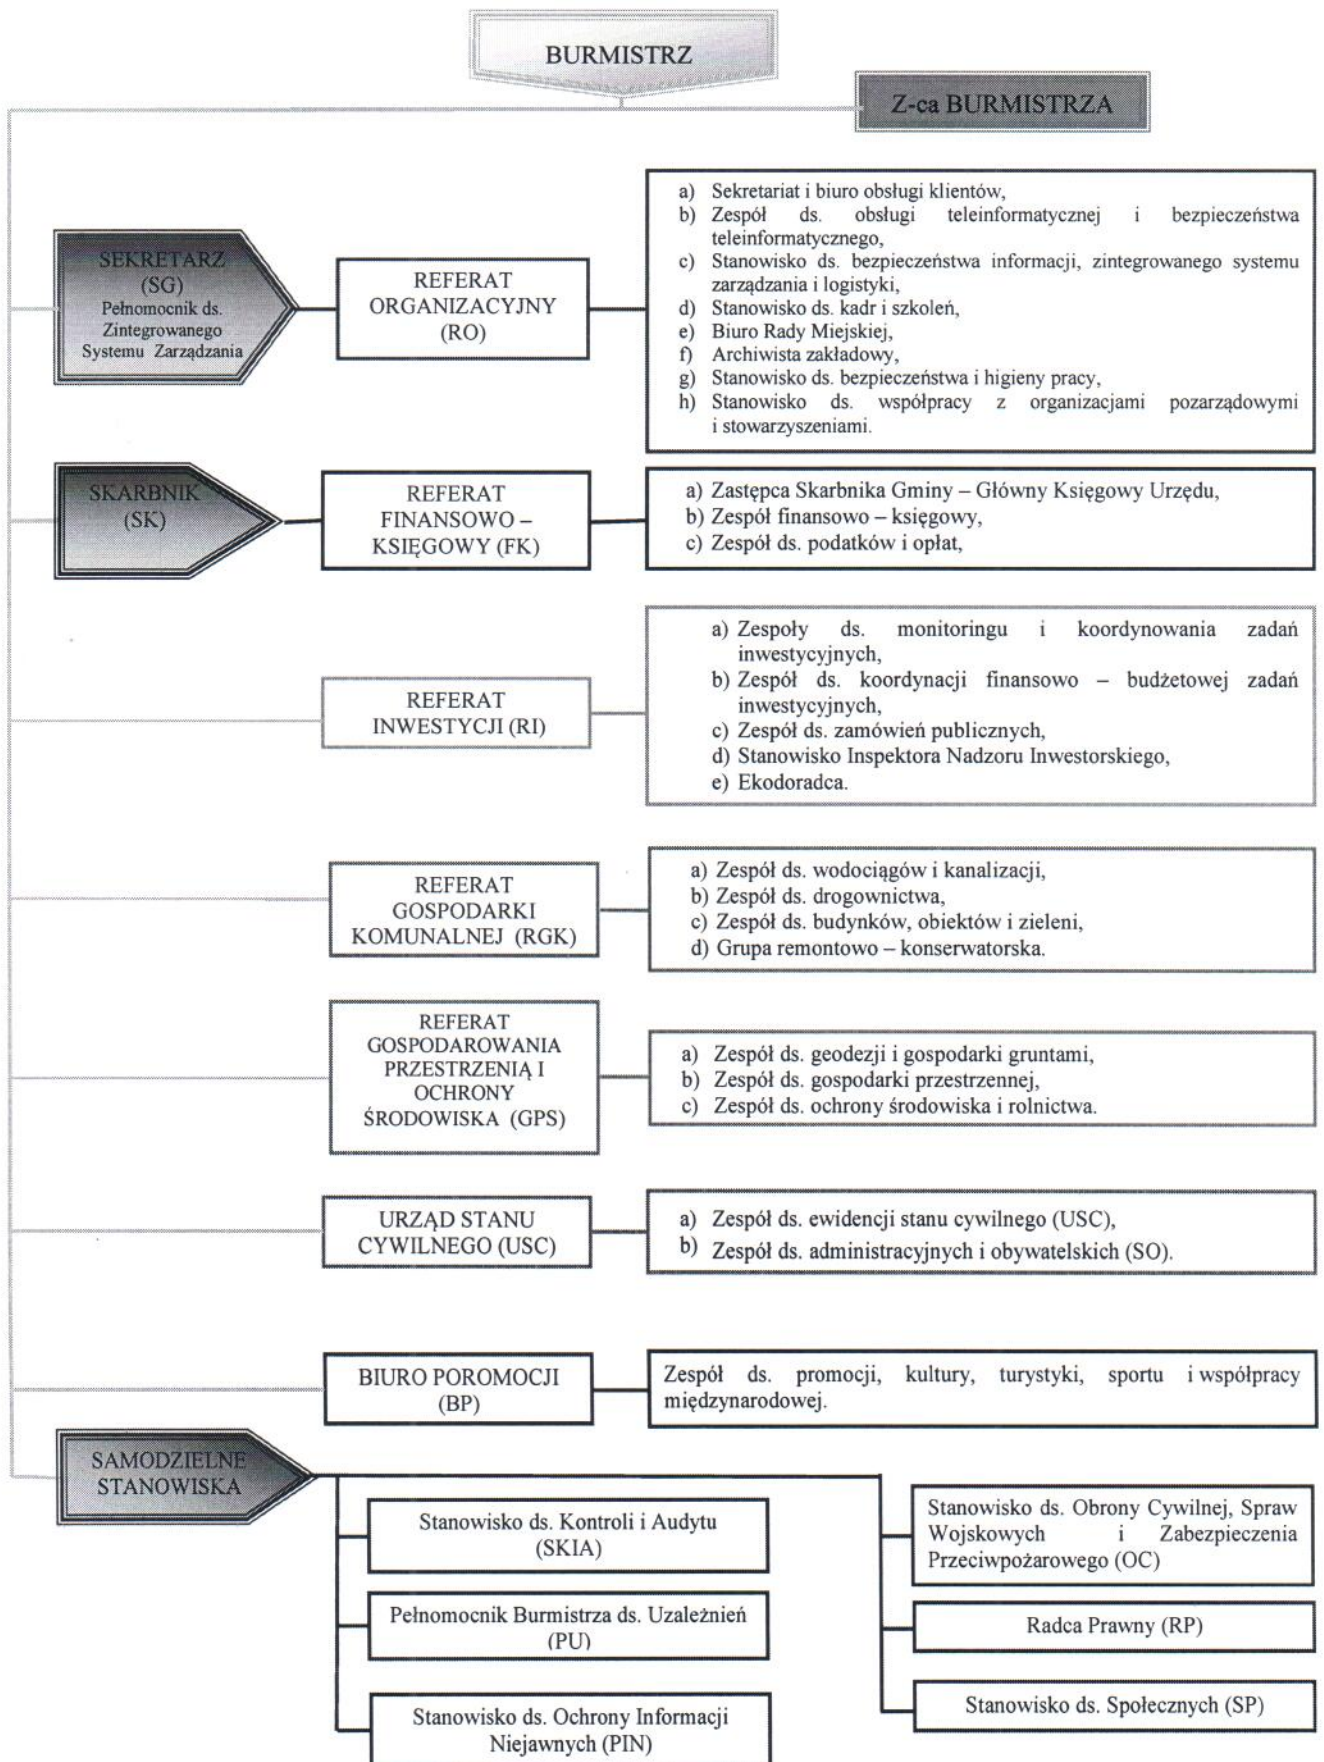 BURMISTRZ
Z-ca BURMISTRZA
SEKRETARZ
(SG)
Pełnomocnik ds.
Zintegrowanego
Systemu Zarządzania
REFERAT
ORGANIZACYJNY
(RO)
a) Sekretariat i biuro obsługi klientów,
b) Zespół ds. obsługi teleinformatycznej i bezpieczeństwa
teleinformatycznego,
c) Stanowisko ds. bezpieczeństwa informacji, zintegrowanego systemu
zarządzania i logistyki,
d) Stanowisko ds. kadr i szkoleń,
e) Biuro Rady Miejskiej,
f) Archiwista zakładowy,
g) Stanowisko ds. bezpieczeństwa i higieny pracy,
h) Stanowisko ds. współpracy z organizacjami pozarządowymi
i stowarzyszeniami.
SKARBNIK
(SK)
REFERAT
FINANSOWO –
KSIĘGOWY (FK)
a) Zastępca Skarbnika Gminy – Główny Księgowy Urzędu,
b) Zespół finansowo – księgowy,
c) Zespół ds. podatków i opłat,
REFERAT
INWESTYCJI (RI)
a) Zespoły ds. monitoringu i koordynowania zadań
inwestycyjnych,
b) Zespół ds. koordynacji finansowo – budżetowej zadań
inwestycyjnych,
c) Zespół ds. zamówień publicznych,
d) Stanowisko Inspektora Nadzoru Inwestorskiego,
e) Ekodoradca.
REFERAT
GOSPODARKI
KOMUNALNEJ (RGK)
a) Zespół ds. wodociągów i kanalizacji,
b) Zespół ds. drogownictwa,
c) Zespół ds. budynków, obiektów i zieleni,
d) Grupa remontowo – konserwatorska.
REFERAT
GOSPODAROWANIA
PRZESTRZENIĄ I
OCHRONY
ŚRODOWISKA (GPS)
a) Zespół ds. geodezji i gospodarki gruntami,
b) Zespół ds. gospodarki przestrzennej,
c) Zespół ds. ochrony środowiska i rolnictwa.
URZĄD STANU
CYWILNEGO (USC)
a) Zespół ds. ewidencji stanu cywilnego (USC),
b) Zespół ds. administracyjnych i obywatelskich (SO).
BIURO POROMOCJI
(BP)
Zespół ds. promocji, kultury, turystyki, sportu i współpracy
międzynarodowej.
SAMODZIELNE
STANOWISKA
Stanowisko ds. Kontroli i Audytu
(SKIA)
Pełnomocnik Burmistrza ds. Uzależnień
(PU)
Stanowisko ds. Ochrony Informacji
Niejawnych (PIN)
Stanowisko ds. Obrony Cywilnej, Spraw
Wojskowych i Zabezpieczenia
Przeciwpożarowego (OC)
Radca Prawny (RP)
Stanowisko ds. Społecznych (SP)